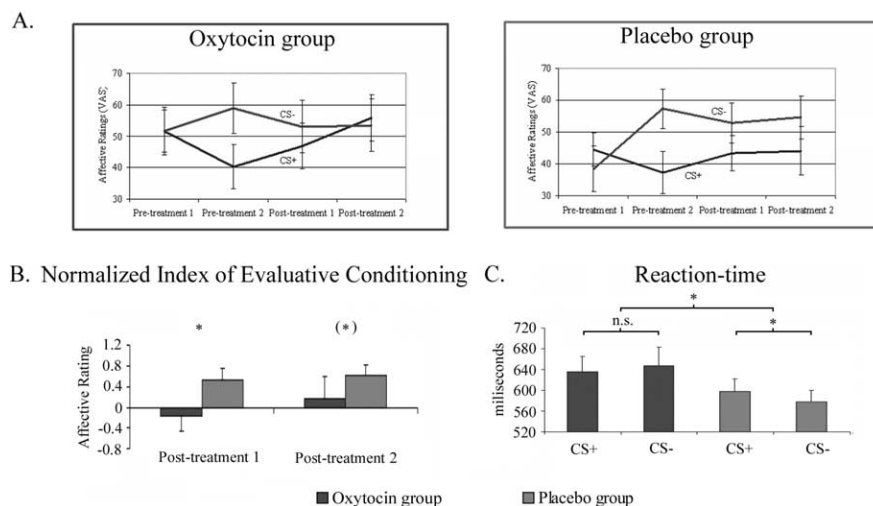 A.
Oxytocin group
Affective Ratings (VAS)
70
60
50
40
30
CS-
CS+
Pre-treatment 1 Pre-treatment 2 Post-treatment 1 Post-treatment 2
Placebo group
Affective Ratings (VAS)
70
60
50
40
30
CS-
CS+
Pre-treatment 1 Pre-treatment 2 Post-treatment 1 Post-treatment 2
B. Normalized Index of Evaluative Conditioning
* (*)
Affective Rating
1.2
0.8
0.4
0
-0.4
-0.8
Post-treatment 1 Post-treatment 2
C. Reaction-time
*
n.s. *
miliseconds
720
680
640
600
560
520
CS+ CS- CS+ CS-
Oxytocin group Placebo group